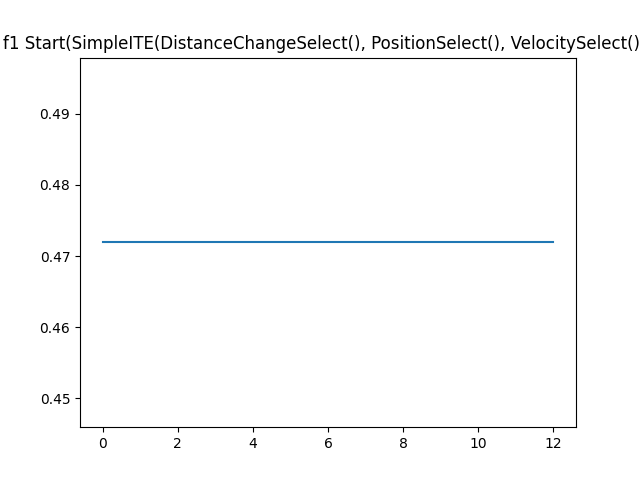 f1 Start(SimpleITE(DistanceChangeSelect(), PositionSelect(), VelocitySelect()
0.49
0.48
0.47
0.46
0.45
0 2 4 6 8 10 12